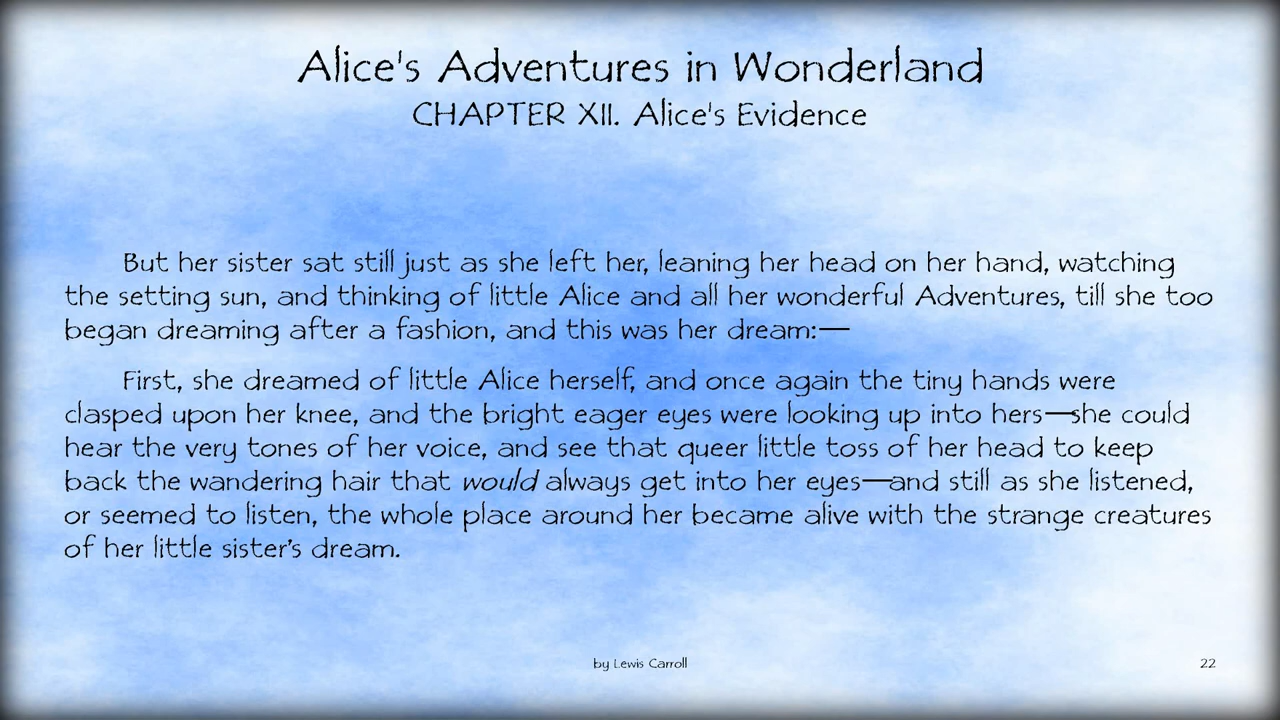 Alice's Adventures in Wonderland
CHAPTER XII. Alice's Evidence
But her sister sat still just as she left her, leaning her head on her hand, watching
the setting sun, and thinking of little Alice and all her wonderful Adventures, till she too
began dreaming after a fashion, and this was her dream:—
First, she dreamed of little Alice herself, and once again the tiny hands were
clasped upon her knee, and the bright eager eyes were looking up into hers—she could
hear the very tones of her voice, and see that queer little toss of her head to keep
back the wandering hair that would always get into her eyes—and still as she listened,
or seemed to listen, the whole place around her became alive with the strange creatures
of her little sister’s dream.
by Lewis Carroll
22